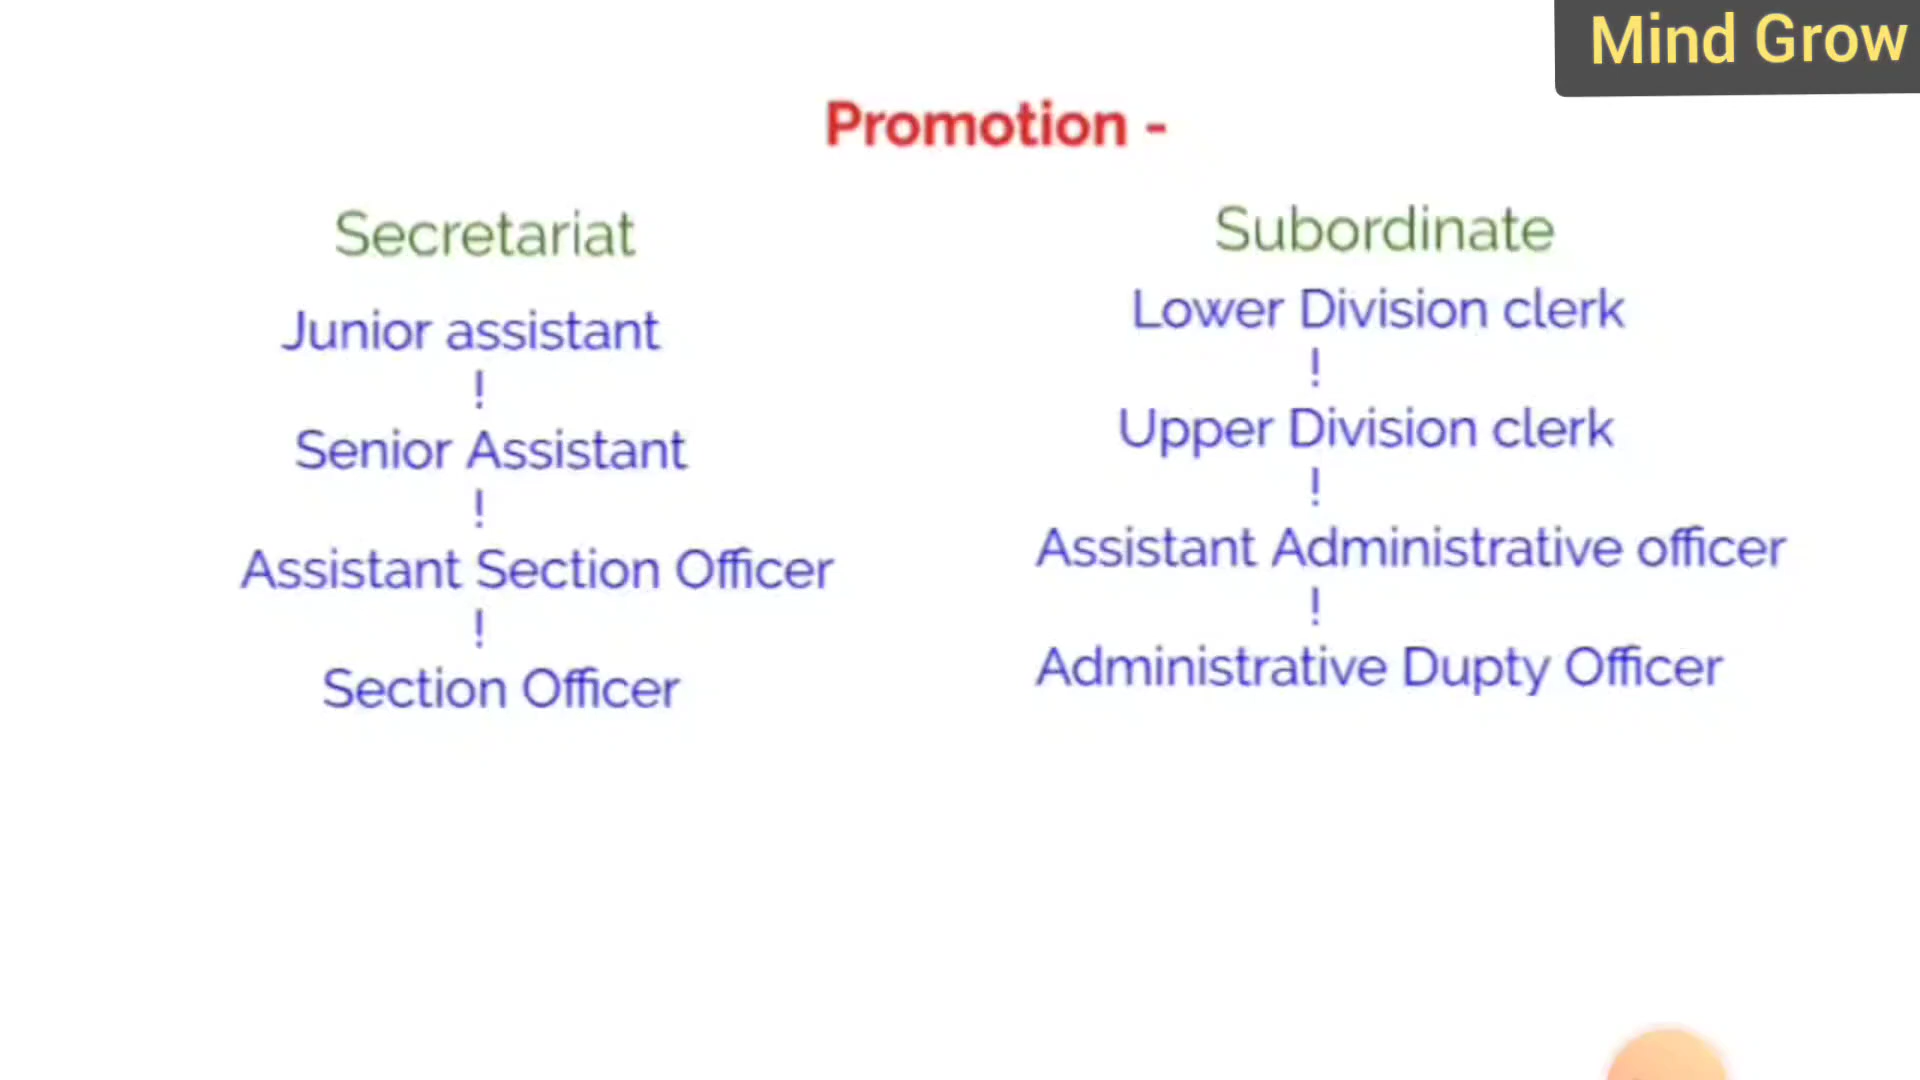 Mind Grow
Promotion -
Secretariat
Junior assistant
!
Senior Assistant
!
Assistant Section Officer
!
Section Officer
Subordinate
Lower Division clerk
!
Upper Division clerk
!
Assistant Administrative officer
!
Administrative Dupty Officer